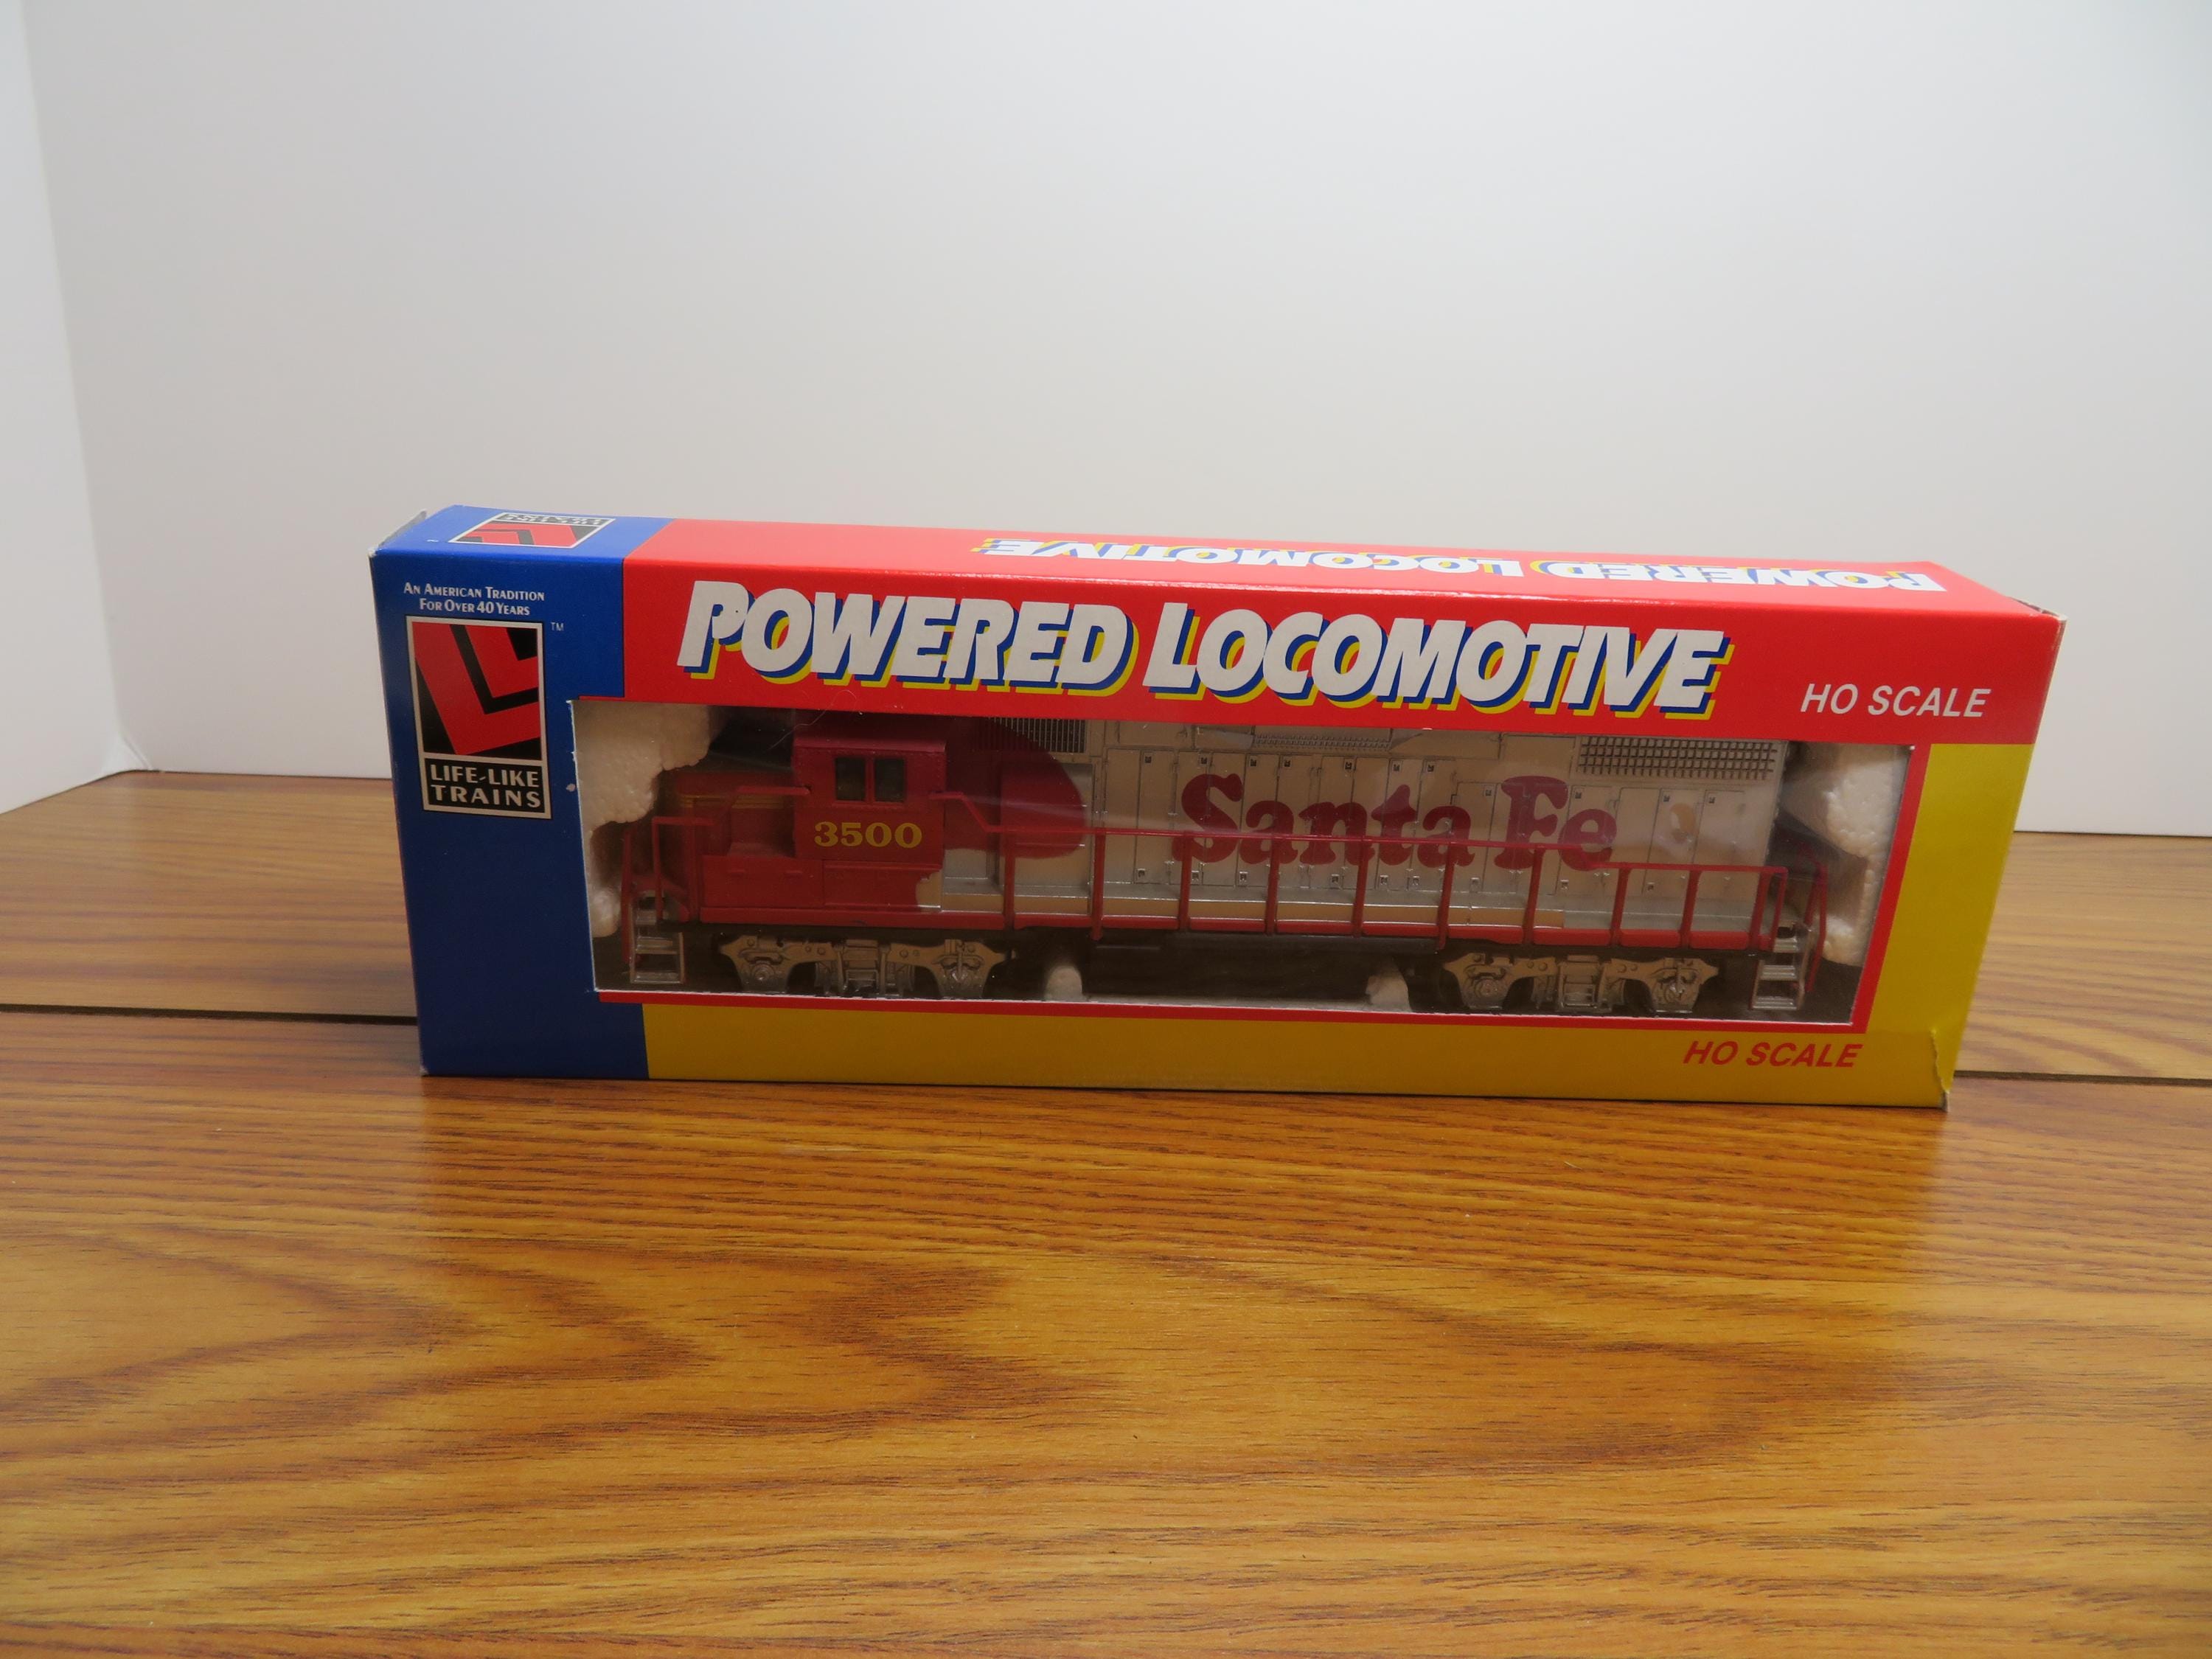 POWERED LOCOMOTIVE
AN AMERICAN TRADITION
FOR OVER 40 YEARS
TM
LIFE-LIKE
TRAINS
POWERED LOCOMOTIVE
HO SCALE
3500
Santa Fe
HO SCALE